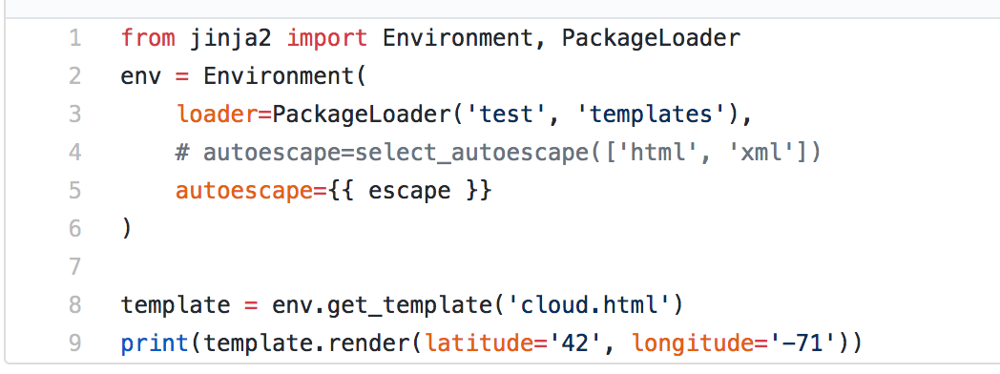 1 from jinja2 import Environment, PackageLoader
2 env = Environment(
3     loader=PackageLoader('test', 'templates'),
4     # autoescape=select_autoescape(['html', 'xml'])
5     autoescape={{ escape }}
6 )
7
8 template = env.get_template('cloud.html')
9 print(template.render(latitude='42', longitude='-71'))